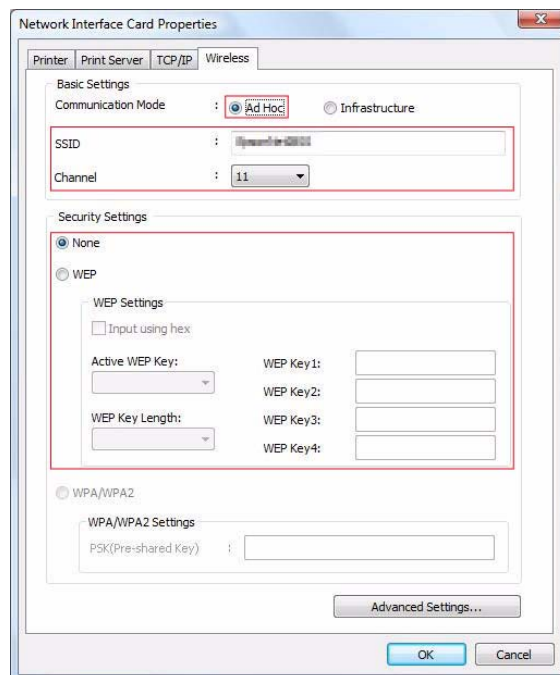 Network Interface Card Properties
Printer Print Server TCP/IP Wireless
Basic Settings
Communication Mode : Ad Hoc Infrastructure
SSID :
Channel : 11
Security Settings
None
WEP
WEP Settings
Input using hex
Active WEP Key: WEP Key1:
WEP Key2:
WEP Key Length: WEP Key3:
WEP Key4:
WPA/WPA2
WPA/WPA2 Settings
PSK(Pre-shared Key) :
Advanced Settings...
OK Cancel